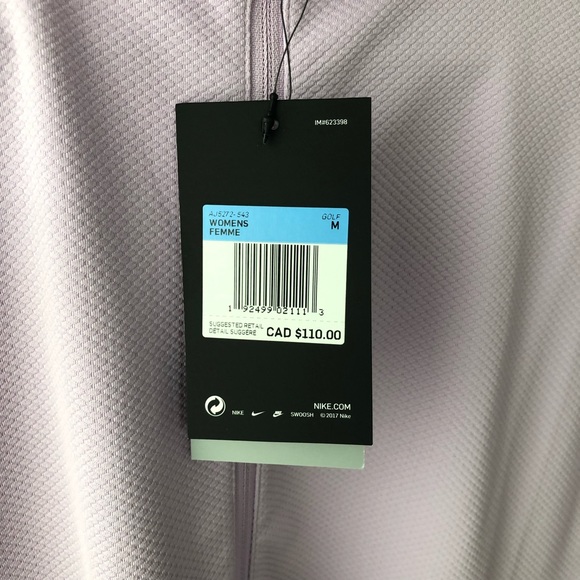 IM#623398
AJ5272-543 GOLF
WOMENS M
FEMME
1 92499 02111 3
SUGGESTED RETAIL
DETAIL SUGGERE CAD $110.00
NIKE.COM
NIKE SWOOSH © 2017 Nike